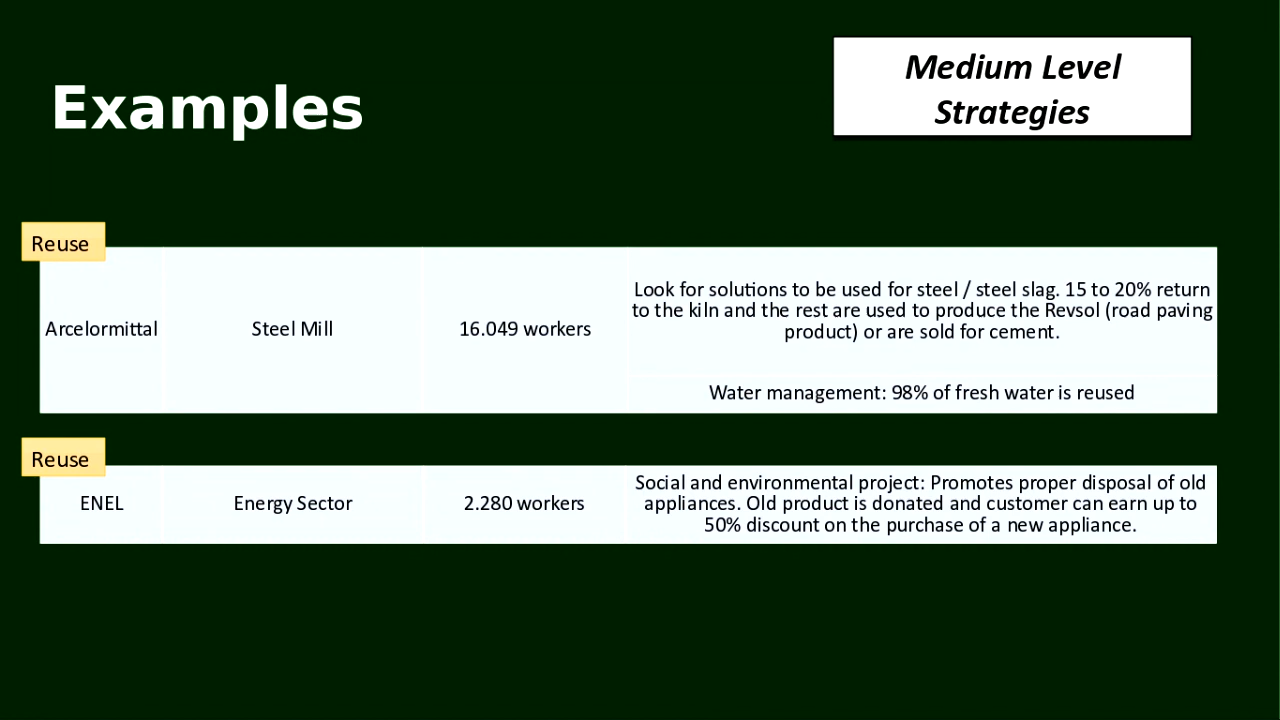 Medium Level
Strategies
Examples
Reuse
Arcelormittal
Steel Mill
16.049 workers
Look for solutions to be used for steel / steel slag. 15 to 20% return
to the kiln and the rest are used to produce the Revsol (road paving
product) or are sold for cement.
Water management: 98% of fresh water is reused
Reuse
ENEL
Energy Sector
2.280 workers
Social and environmental project: Promotes proper disposal of old
appliances. Old product is donated and customer can earn up to
50% discount on the purchase of a new appliance.